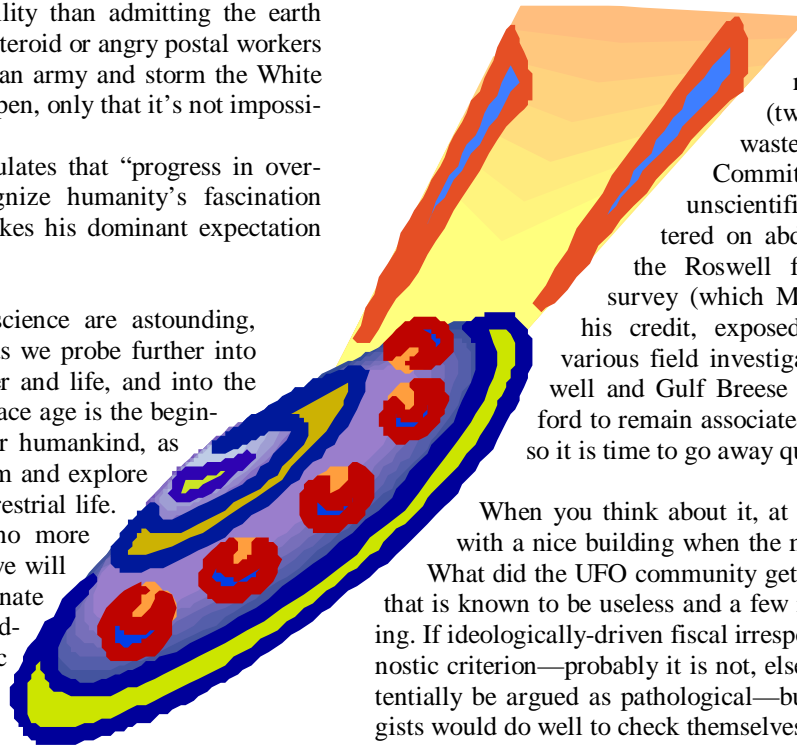 lity than admitting the earth
teroid or angry postal workers
an army and storm the White
pen, only that it's not impossi-
ulates that “progress in over-
gnize humanity's fascination
kes his dominant expectation
science are astounding,
s we probe further into
er and life, and into the
ace age is the begin-
r humankind, as
m and explore
restrial life.
no more
ve will
nate
d-
c
(tw
waste
Commit
unscientifi
tered on abd
the Roswell f
survey (which M
his credit, exposed
various field investiga
well and Gulf Breese
ford to remain associate
so it is time to go away qu
When you think about it, at
with a nice building when the m
What did the UFO community get
that is known to be useless and a few
ing. If ideologically-driven fiscal irrespo
nostic criterion—probably it is not, else
tentially be argued as pathological—bu
gists would do well to check themselves